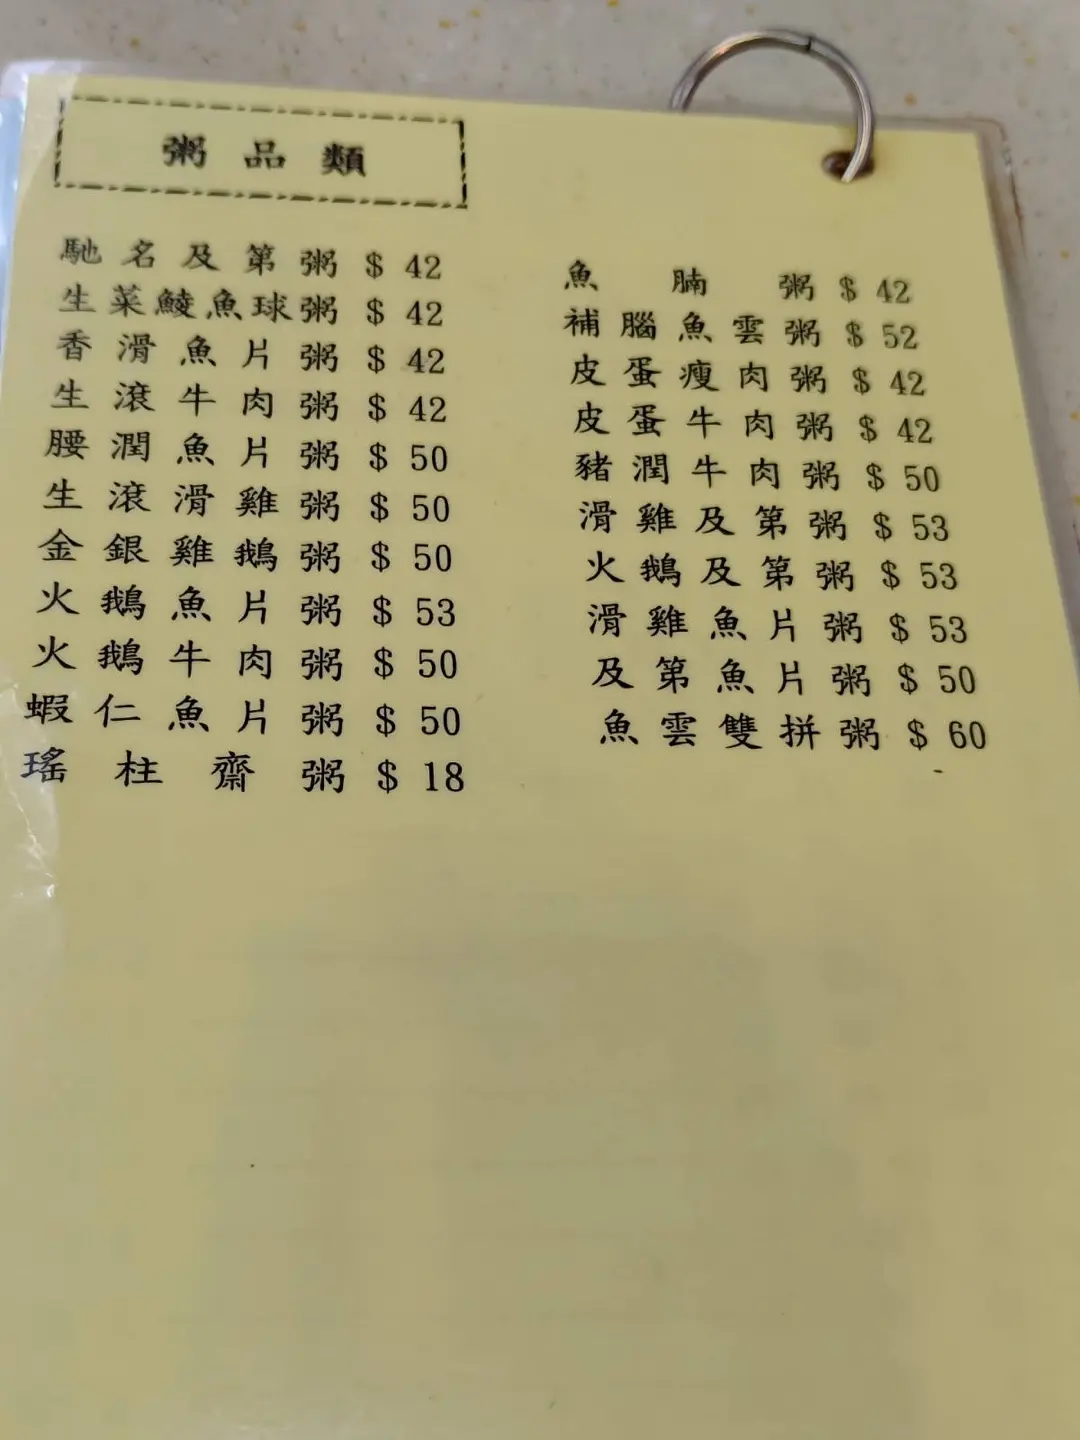 粥品類
馳名及第粥 $ 42
生菜鯪魚球粥 $ 42
香滑魚片粥 $ 42
生滾牛肉粥 $ 42
腰潤魚片粥 $ 50
生滾滑雞粥 $ 50
金銀雞鵝粥 $ 50
火鵝魚片粥 $ 53
火鵝牛肉粥 $ 50
蝦仁魚片粥 $ 50
瑤柱齋粥 $ 18
魚腩粥 $ 42
補腦魚雲粥 $ 52
皮蛋瘦肉粥 $ 42
皮蛋牛肉粥 $ 42
豬潤牛肉粥 $ 50
滑雞及第粥 $ 53
火鵝及第粥 $ 53
滑雞魚片粥 $ 53
及第魚片粥 $ 50
魚雲雙拼粥 $ 60